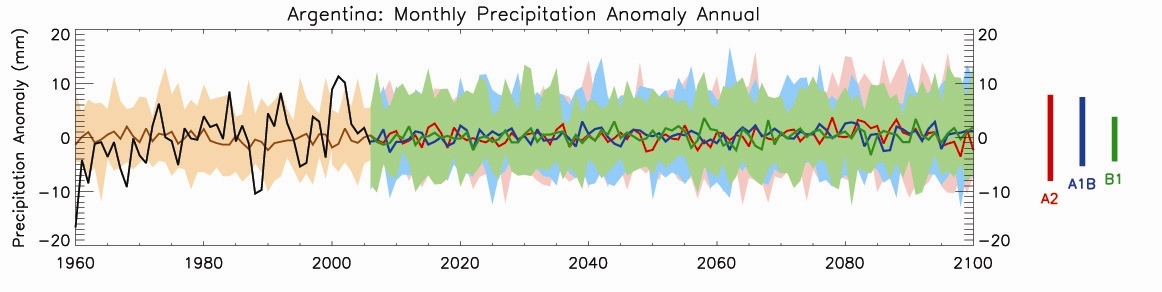 Argentina: Monthly Precipitation Anomaly Annual
Precipitation Anomaly (mm)
20 20
10 10
0 0
−10 −10
−20 −20
1960 1980 2000 2020 2040 2060 2080 2100
A2 A1B B1